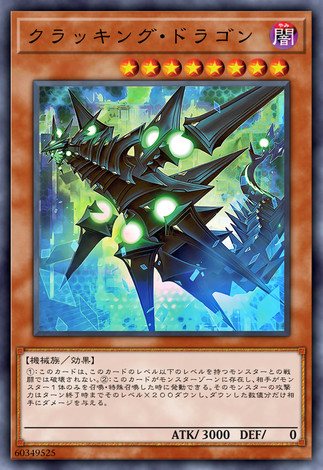 クラッキング・ドラゴン
闇
やみ
【機械族／効果】
①：このカードは、このカードのレベル以下のレベルを持つモンスターとの戦
闘では破壊されない。②：このカードがモンスターゾーンに存在し、相手がモンス
ター１体のみを召喚・特殊召喚した時に発動できる。そのモンスターの攻撃
力はターン終了時までそのレベル×２００ダウンし、ダウンした数値分だけ相
手にダメージを与える。
ATK/ 3000 DEF/ 0
60349525